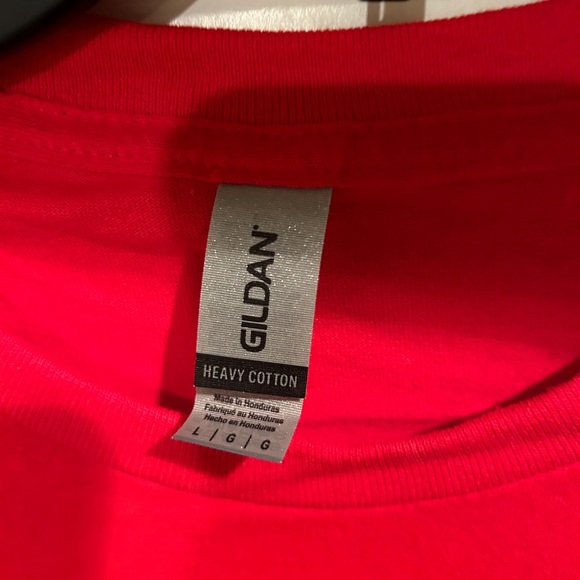 GILDAN
HEAVY COTTON
Made in Honduras
Fabriqué au Honduras
Hecho en Honduras
L / G / G